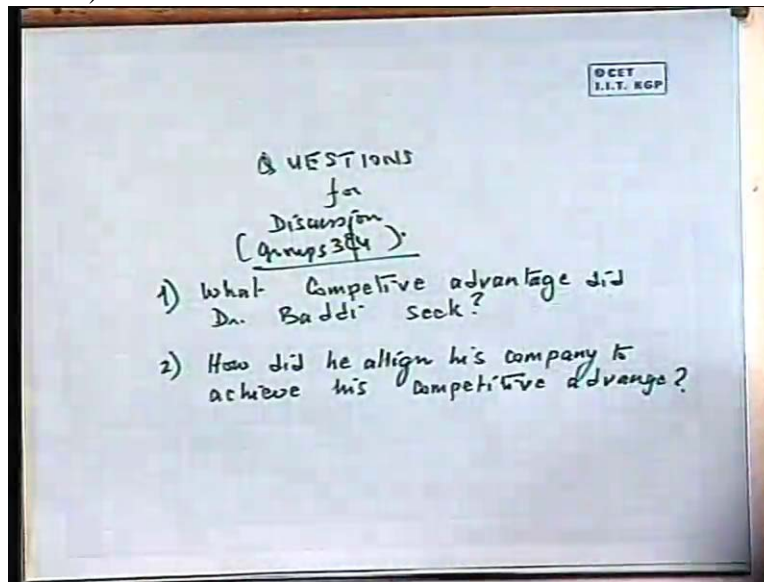 © CET
I.I.T. KGP
QUESTIONS
for
Discussion
(groups 3 & 4).
1) What Competive advantage did
Dr. Baddi seek?
2) How did he allign his company to
achieve his competitive advange?